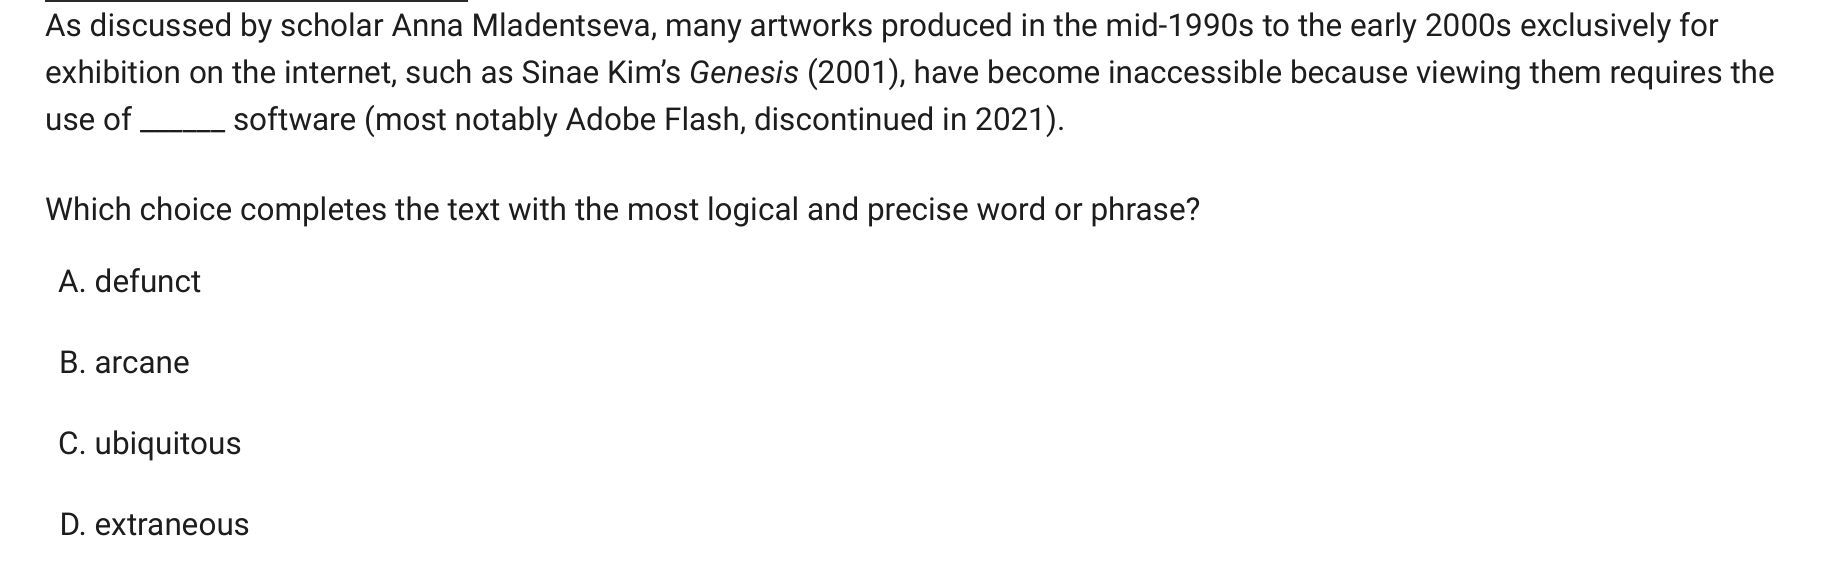 As discussed by scholar Anna Mladentseva, many artworks produced in the mid-1990s to the early 2000s exclusively for
exhibition on the internet, such as Sinae Kim's Genesis (2001), have become inaccessible because viewing them requires the
use of ______ software (most notably Adobe Flash, discontinued in 2021).
Which choice completes the text with the most logical and precise word or phrase?
A. defunct
B. arcane
C. ubiquitous
D. extraneous